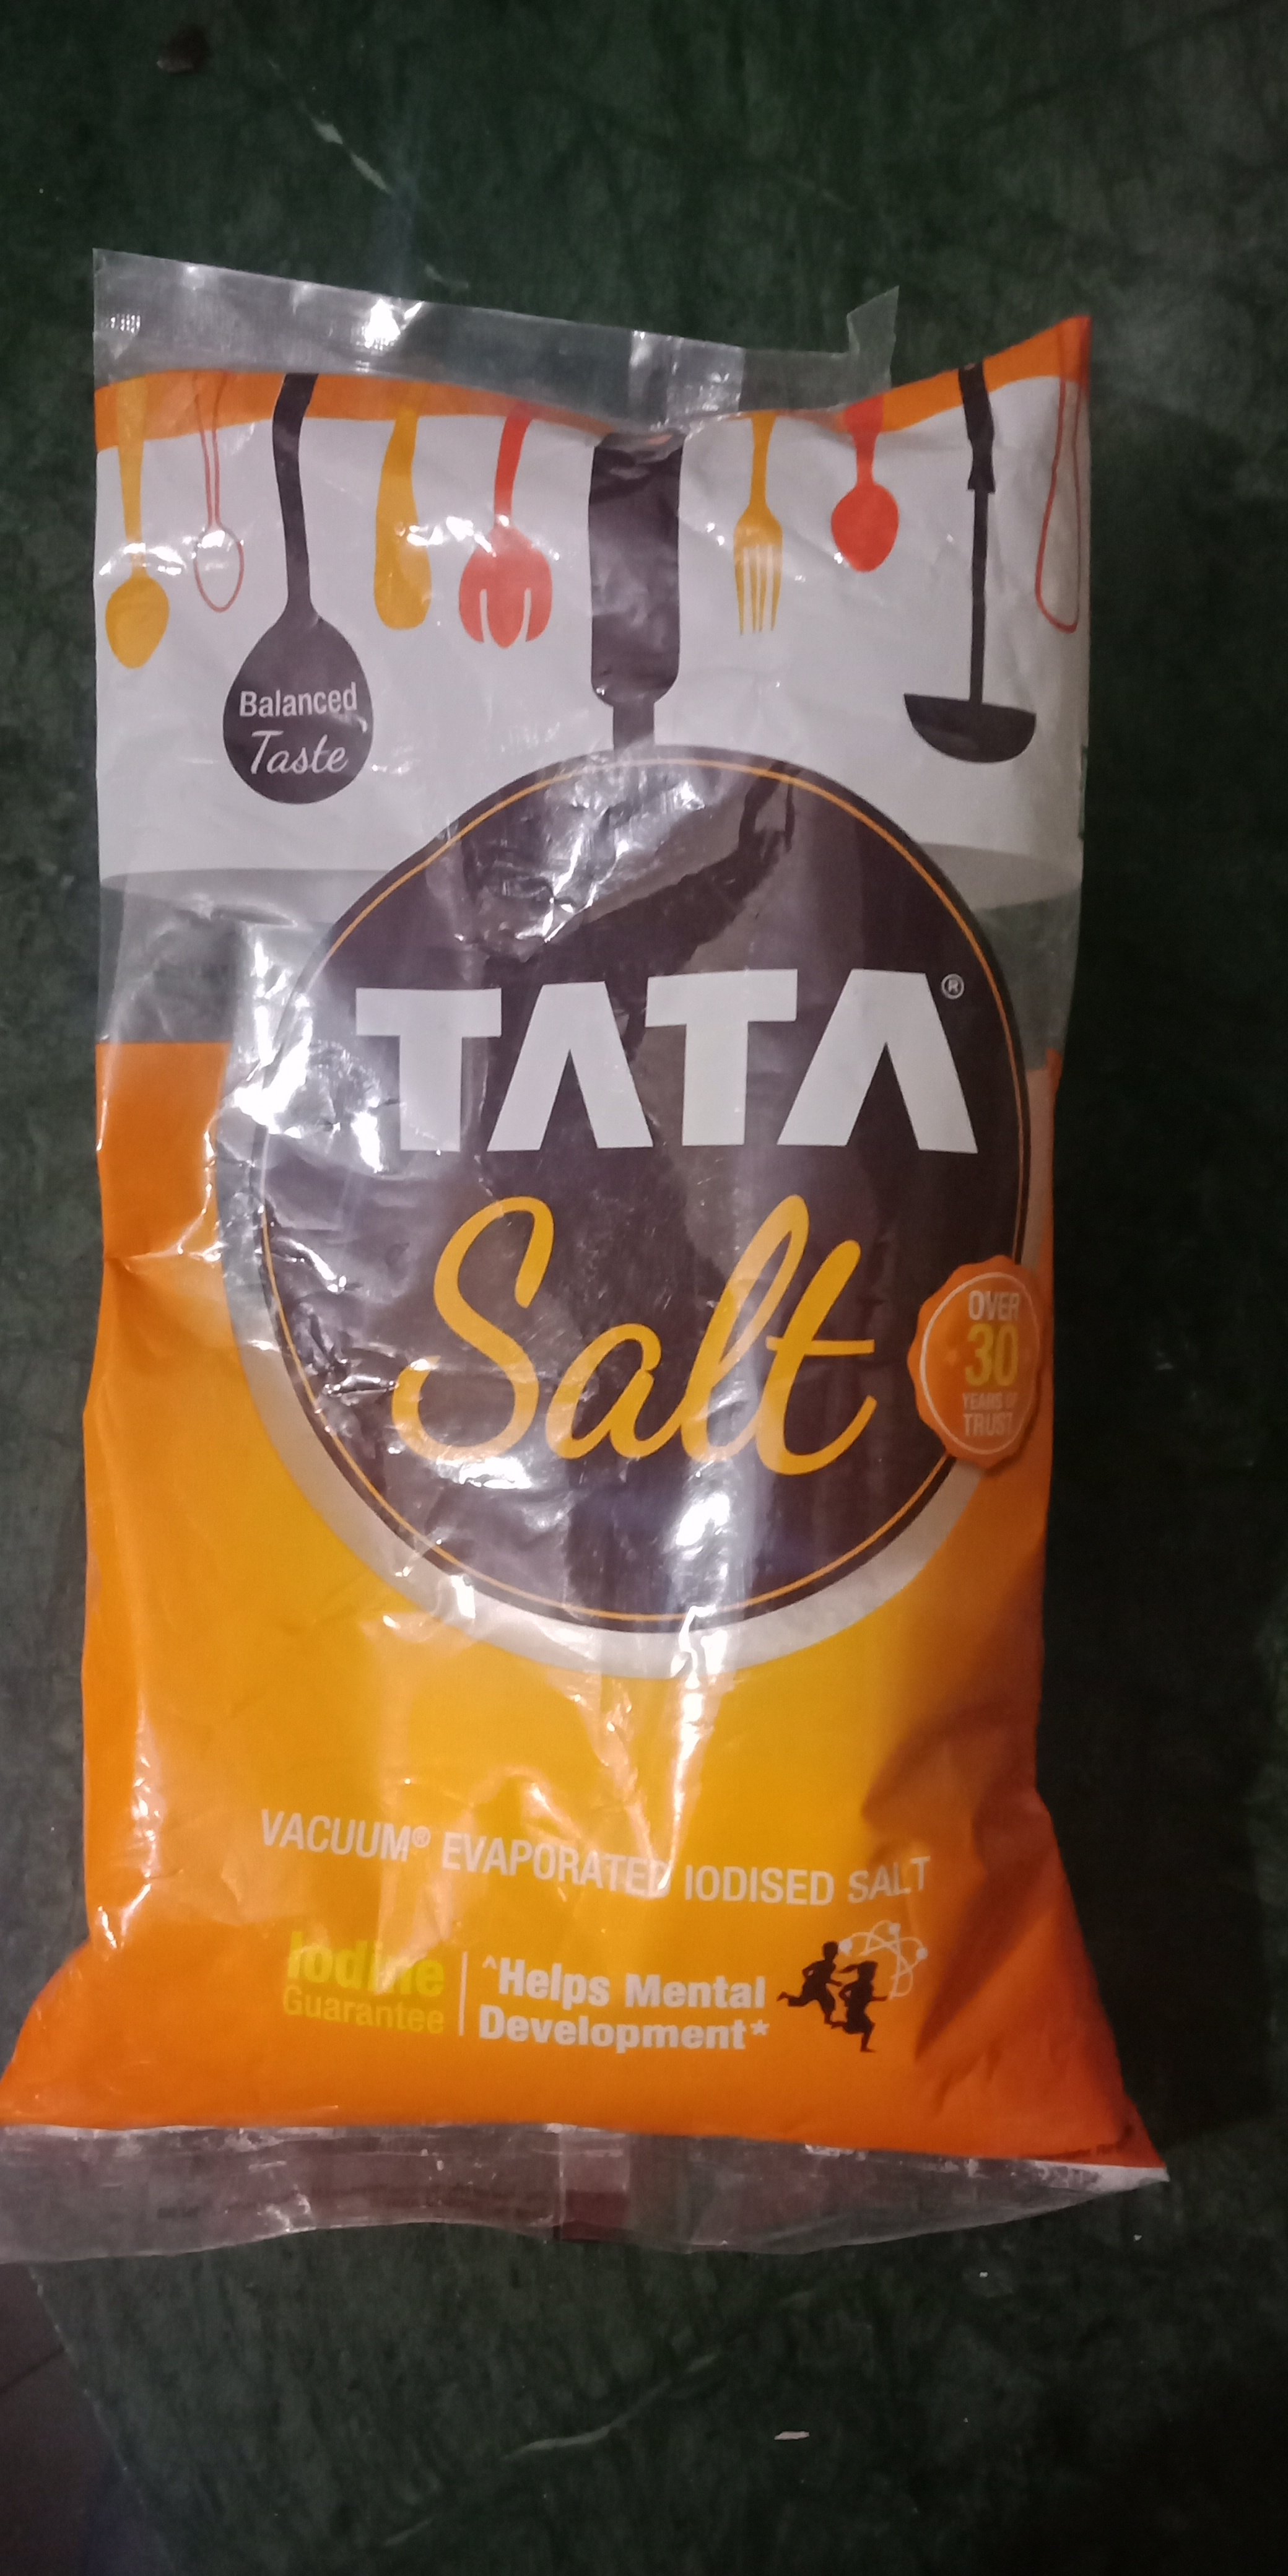 Balanced
Taste
TATA®
Salt
OVER
30
YEARS OF
TRUST
VACUUM® EVAPORATED IODISED SALT
Iodine
Guarantee
^Helps Mental
Development*